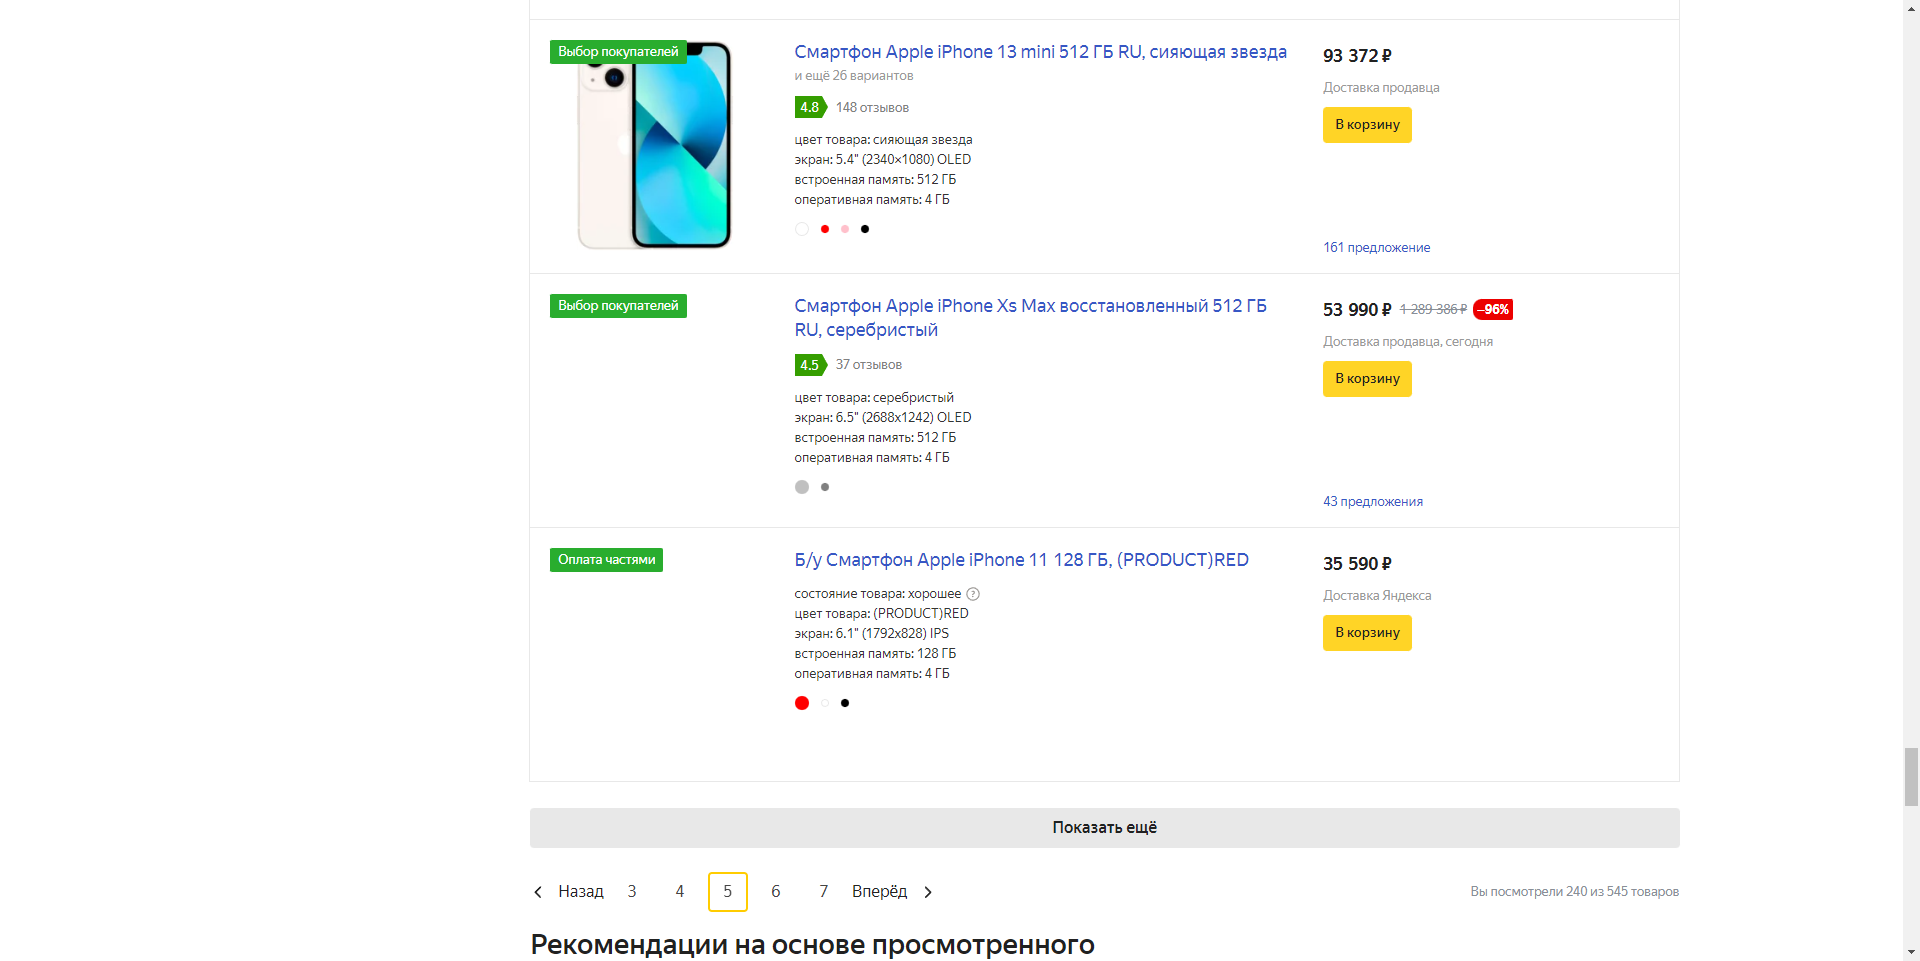 Выбор покупателей
Смартфон Apple iPhone 13 mini 512 ГБ RU, сияющая звезда
и ещё 26 вариантов
4.8 148 отзывов
цвет товара: сияющая звезда
экран: 5.4" (2340×1080) OLED
встроенная память: 512 ГБ
оперативная память: 4 ГБ
93 372 ₽
Доставка продавца
В корзину
161 предложение
Выбор покупателей
Смартфон Apple iPhone Xs Max восстановленный 512 ГБ
RU, серебристый
4.5 37 отзывов
цвет товара: серебристый
экран: 6.5" (2688x1242) OLED
встроенная память: 512 ГБ
оперативная память: 4 ГБ
53 990 ₽ 1 289 386 ₽ –96%
Доставка продавца, сегодня
В корзину
43 предложения
Оплата частями
Б/у Смартфон Apple iPhone 11 128 ГБ, (PRODUCT)RED
состояние товара: хорошее ?
цвет товара: (PRODUCT)RED
экран: 6.1" (1792x828) IPS
встроенная память: 128 ГБ
оперативная память: 4 ГБ
35 590 ₽
Доставка Яндекса
В корзину
Показать ещё
Назад 3 4 5 6 7 Вперёд
Вы посмотрели 240 из 545 товаров
Рекомендации на основе просмотренного